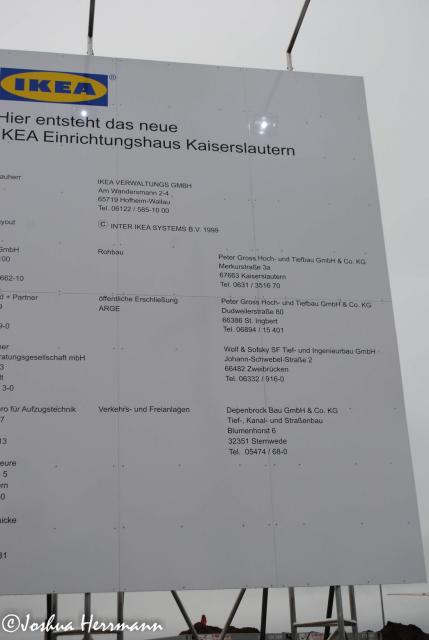 IKEA ®
Hier entsteht das neue
IKEA Einrichtungshaus Kaiserslautern
IKEA VERWALTUNGS GMBH
Am Wandersmann 2-4
65719 Hofheim-Wallau
Tel. 06122 / 585-10 00
© INTER IKEA SYSTEMS B.V. 1999
GmbH
Rohbau
Peter Gross Hoch- und Tiefbau GmbH & Co. KG
Merkurstraße 3a
67663 Kaiserslautern
Tel. 0631 / 3516 70
+ Partner
öffentliche Erschließung
ARGE
Peter Gross Hoch- und Tiefbau GmbH & Co. KG
Dudweilerstraße 80
66386 St. Ingbert
Tel. 06894 / 15 401
mbH
Wolf & Sofsky SF Tief- und Ingenieurbau GmbH
Johann-Schwebel-Straße 2
66482 Zweibrücken
Tel. 06332 / 916-0
für Aufzugstechnik
Verkehrs- und Freianlagen
Depenbrock Bau GmbH & Co. KG
Tief-, Kanal- und Straßenbau
Blumenhorst 6
32351 Stemwede
Tel. 05474 / 68-0
©Joshua Herrmann